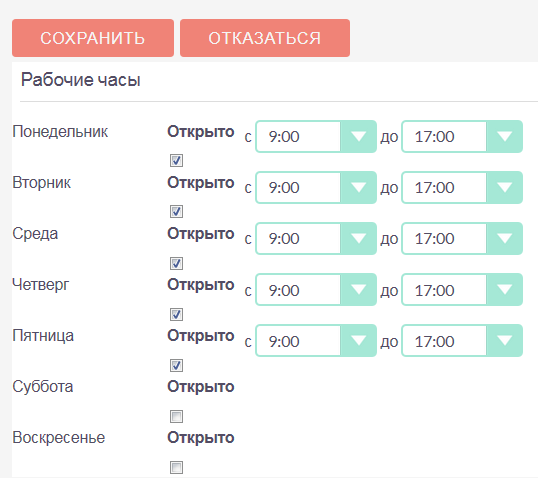 СОХРАНИТЬ ОТКАЗАТЬСЯ
Рабочие часы
Понедельник Открыто с 9:00 до 17:00
Вторник Открыто с 9:00 до 17:00
Среда Открыто с 9:00 до 17:00
Четверг Открыто с 9:00 до 17:00
Пятница Открыто с 9:00 до 17:00
Суббота Открыто
Воскресенье Открыто